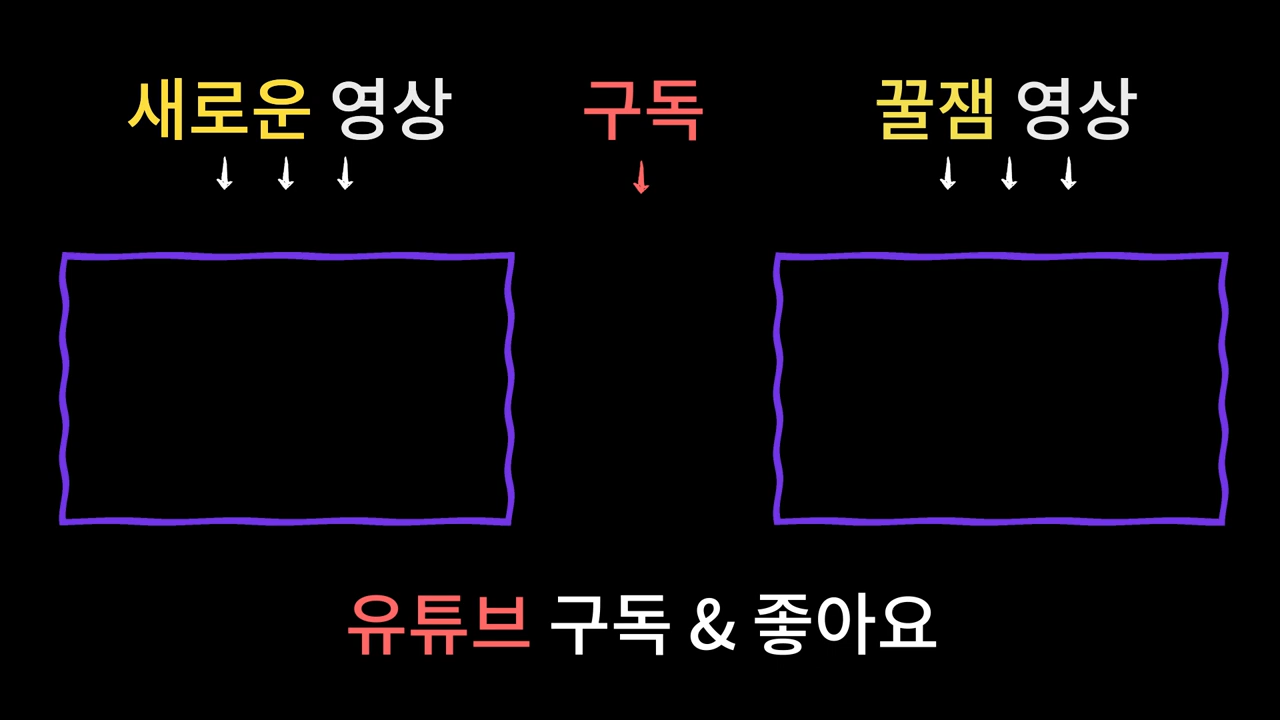 새로운 영상
구독
꿀잼 영상
유튜브 구독 & 좋아요